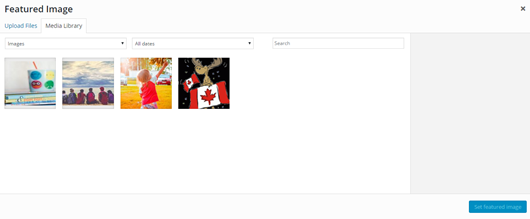 Featured Image
×
Upload Files
Media Library
Images
All dates
Search
Set featured image